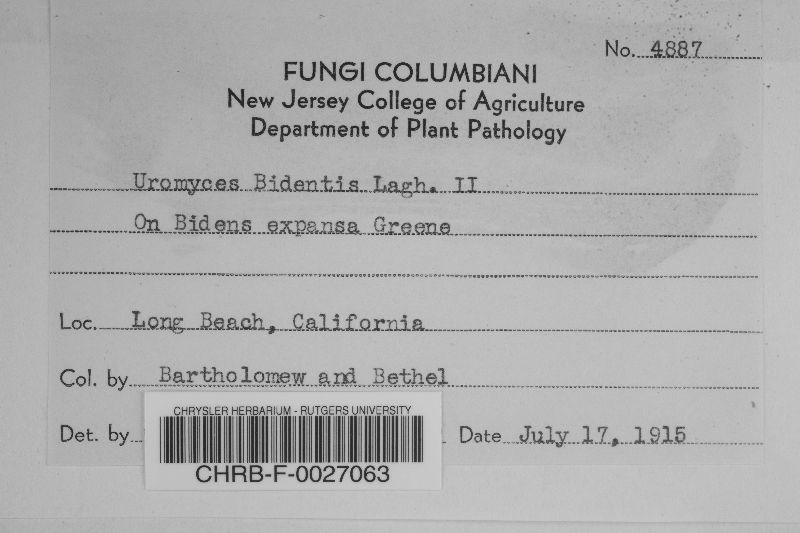 No. 4887
FUNGI COLUMBIANI
New Jersey College of Agriculture
Department of Plant Pathology
Uromyces Bidentis Lagh. II
On Bidens expansa Greene
Loc. Long Beach, California
Col. by Bartholomew and Bethel
Det. by
Date July 17, 1915
CHRYSLER HERBARIUM - RUTGERS UNIVERSITY
CHRB-F-0027063